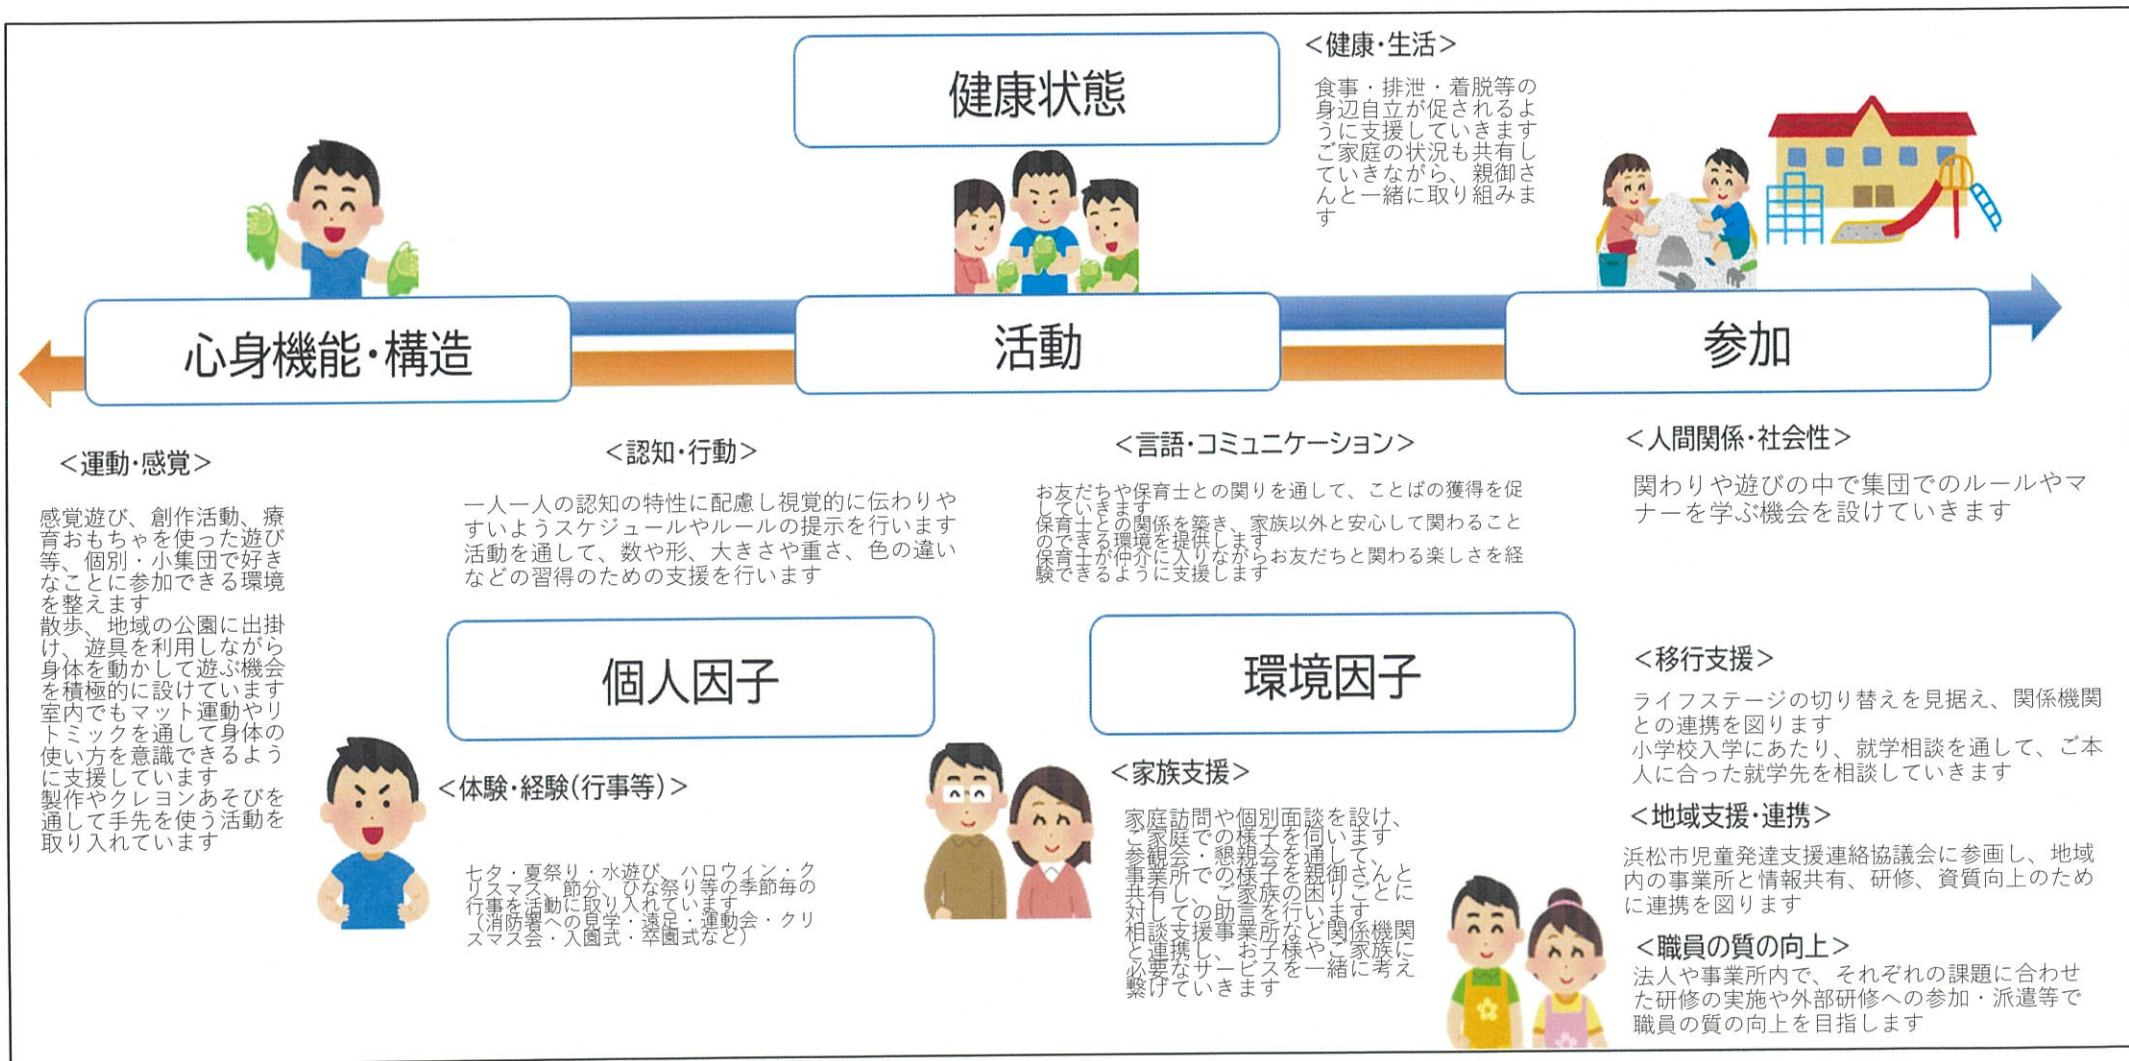 健康状態
＜健康・生活＞
食事・排泄・着脱等の
身辺自立が促されるよ
うに支援していきます
ご家庭の状況も共有し
ていきながら、親御さ
んと一緒に取り組みま
す
心身機能・構造
活動
参加
＜運動・感覚＞
感覚遊び、創作活動、療
育おもちゃを使った遊び
等、個別・小集団で好き
なことに参加できる環境
を整えます
散歩、地域の公園に出掛
け、遊具を利用しながら
身体を動かして遊ぶ機会
を積極的に設けています
室内でもマット運動やリ
トミックを通して身体の
使い方を意識できるよう
に支援しています
製作やクレヨンあそびを
通して手先を使う活動を
取り入れています
＜認知・行動＞
一人一人の認知の特性に配慮し視覚的に伝わりや
すいようスケジュールやルールの提示を行います
活動を通して、数や形、大きさや重さ、色の違い
などの習得のための支援を行います
＜言語・コミュニケーション＞
お友だちや保育士との関りを通して、ことばの獲得を促
していきます
保育士との関係を築き、家族以外と安心して関わること
のできる環境を提供します
保育士が仲介に入りながらお友だちと関わる楽しさを経
験できるように支援します
＜人間関係・社会性＞
関わりや遊びの中で集団でのルールやマ
ナーを学ぶ機会を設けていきます
個人因子
＜体験・経験（行事等）＞
七夕・夏祭り・水遊び、ハロウィン・ク
リスマス、節分、ひな祭り等の季節毎の
行事を活動に取り入れています
（消防署への見学・遠足・運動会・クリ
スマス会・入園式・卒園式など）
環境因子
＜家族支援＞
家庭訪問や個別面談を設け、
ご家庭での様子を伺います
参観会・懇親会を通して、
事業所での様子を親御さんと
共有し、ご家族の困りごとに
対しての助言を行います
相談支援事業所など関係機関
と連携し、お子様やご家族に
必要なサービスを一緒に考え
繋げていきます
＜移行支援＞
ライフステージの切り替えを見据え、関係機関
との連携を図ります
小学校入学にあたり、就学相談を通して、ご本
人に合った就学先を相談していきます
＜地域支援・連携＞
浜松市児童発達支援連絡協議会に参画し、地域
内の事業所と情報共有、研修、資質向上のため
に連携を図ります
＜職員の質の向上＞
法人や事業所内で、それぞれの課題に合わせ
た研修の実施や外部研修への参加・派遣等で
職員の質の向上を目指します